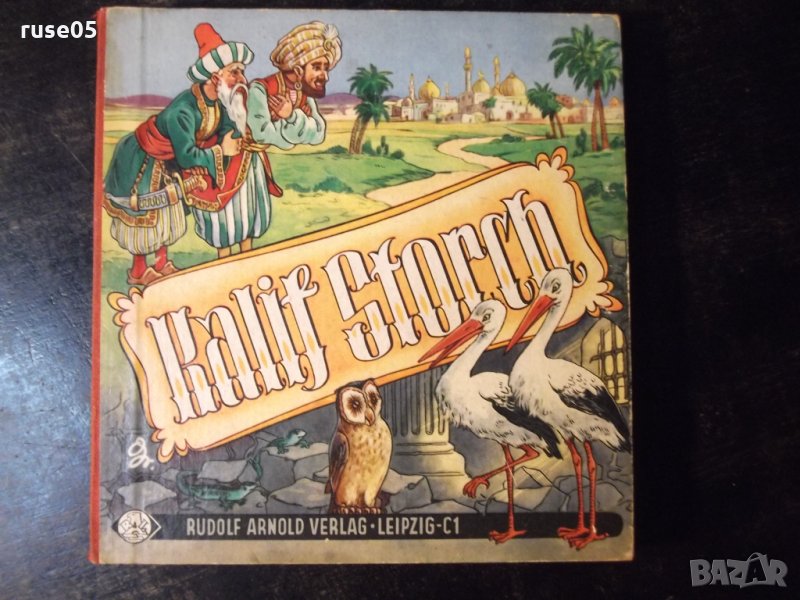 ruse05
Kalif Storch
RUDOLF ARNOLD VERLAG · LEIPZIG-C1
BAZAR